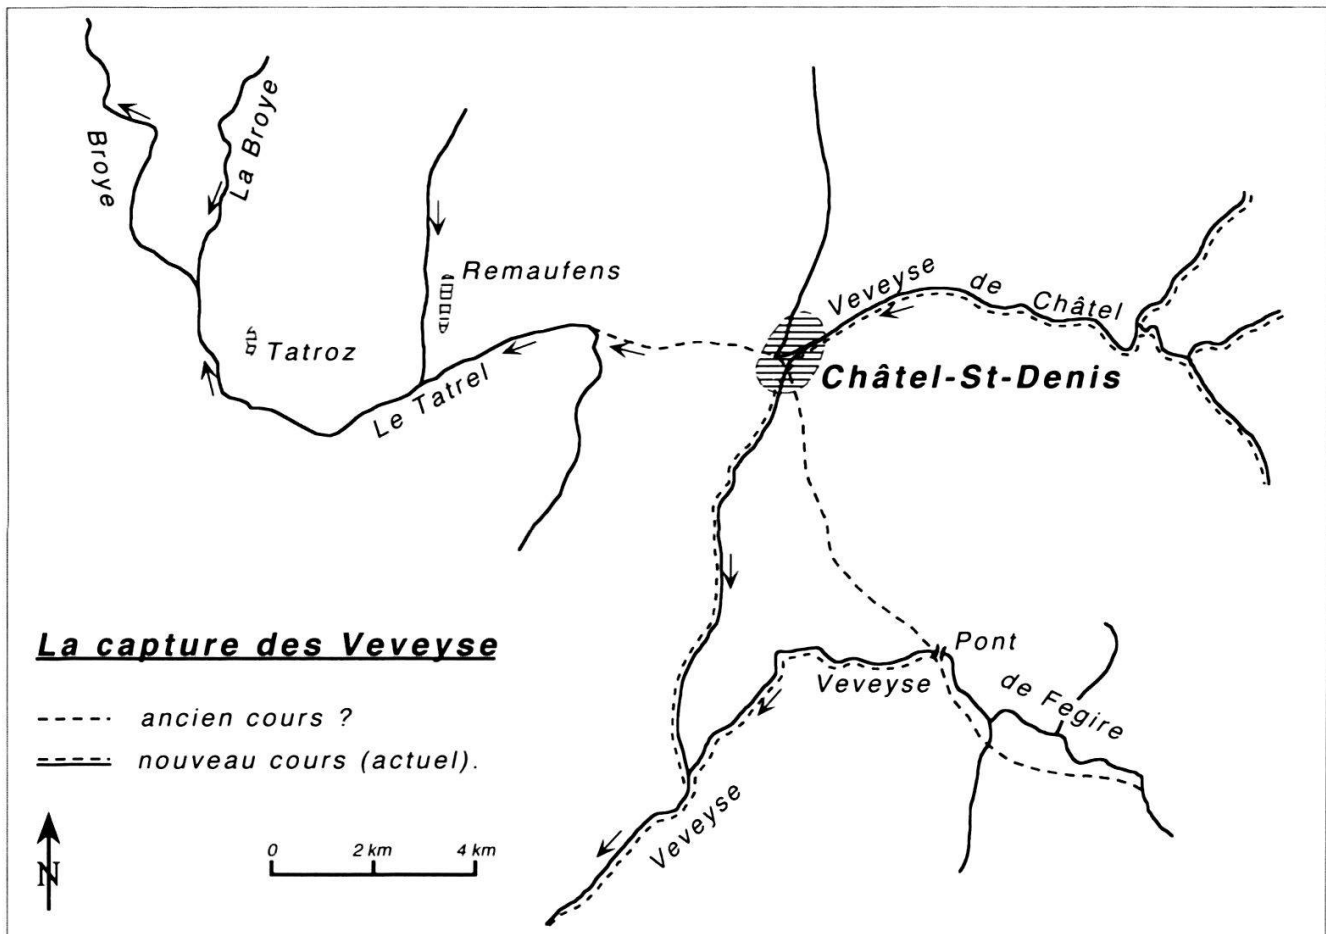 Broye
La Broye
Remaufens
Tatroz
Le Tatrel
Veveyse de Châtel
Châtel-St-Denis
La capture des Veveyse
ancien cours ?
nouveau cours (actuel).
Pont
Veveyse de Fegire
Veveyse
N
0 2 km 4 km